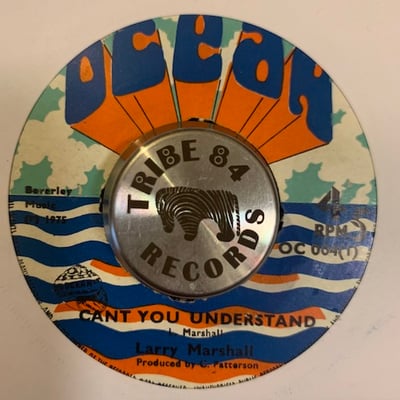 OCEAN
TRIBE 84
RECORDS
Beverley
Music
1975
RPM
OC 004(1)
CANT YOU UNDERSTAND
L. Marshall
Larry Marshall
Produced by C. Patterson